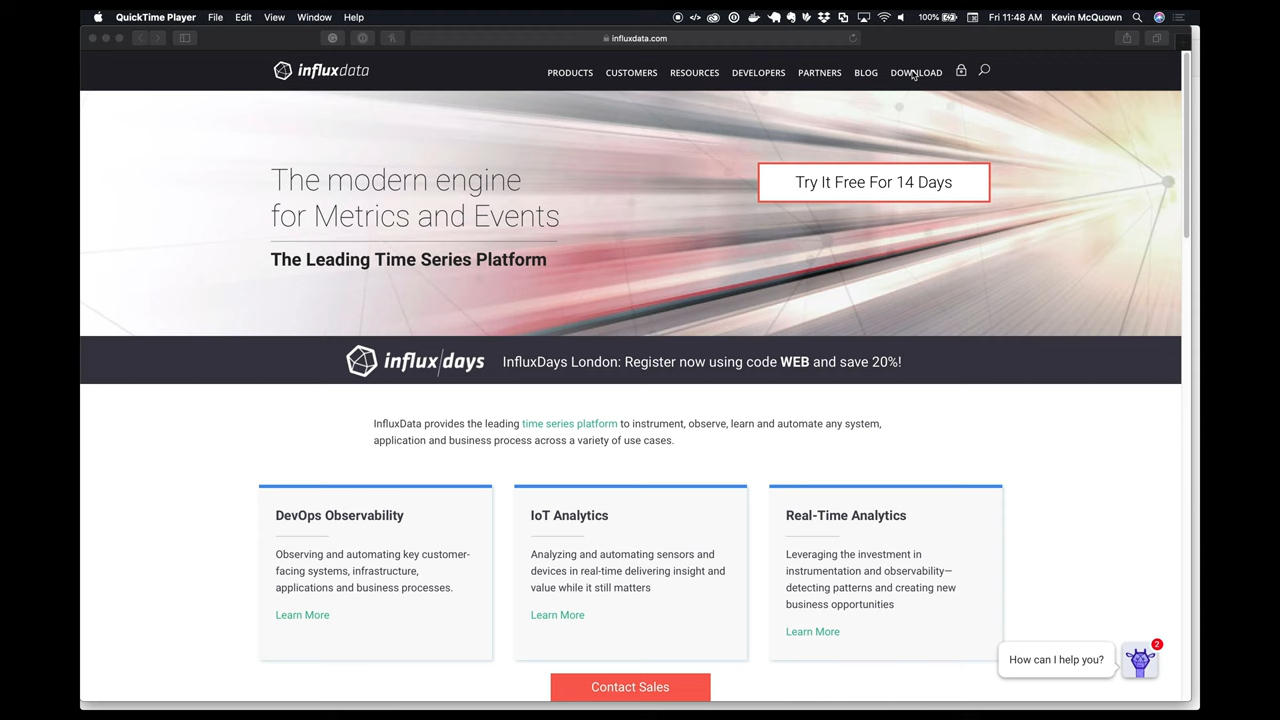 QuickTime Player File Edit View Window Help 100% Fri 11:48 AM Kevin McQuown
influxdata.com
influxdata PRODUCTS CUSTOMERS RESOURCES DEVELOPERS PARTNERS BLOG DOWNLOAD
The modern engine
for Metrics and Events
Try It Free For 14 Days
The Leading Time Series Platform
influx/days InfluxDays London: Register now using code WEB and save 20%!
InfluxData provides the leading time series platform to instrument, observe, learn and automate any system,
application and business process across a variety of use cases.
DevOps Observability
Observing and automating key customer-
facing systems, infrastructure,
applications and business processes.
Learn More
IoT Analytics
Analyzing and automating sensors and
devices in real-time delivering insight and
value while it still matters
Learn More
Real-Time Analytics
Leveraging the investment in
instrumentation and observability—
detecting patterns and creating new
business opportunities
Learn More
How can I help you?
2
Contact Sales